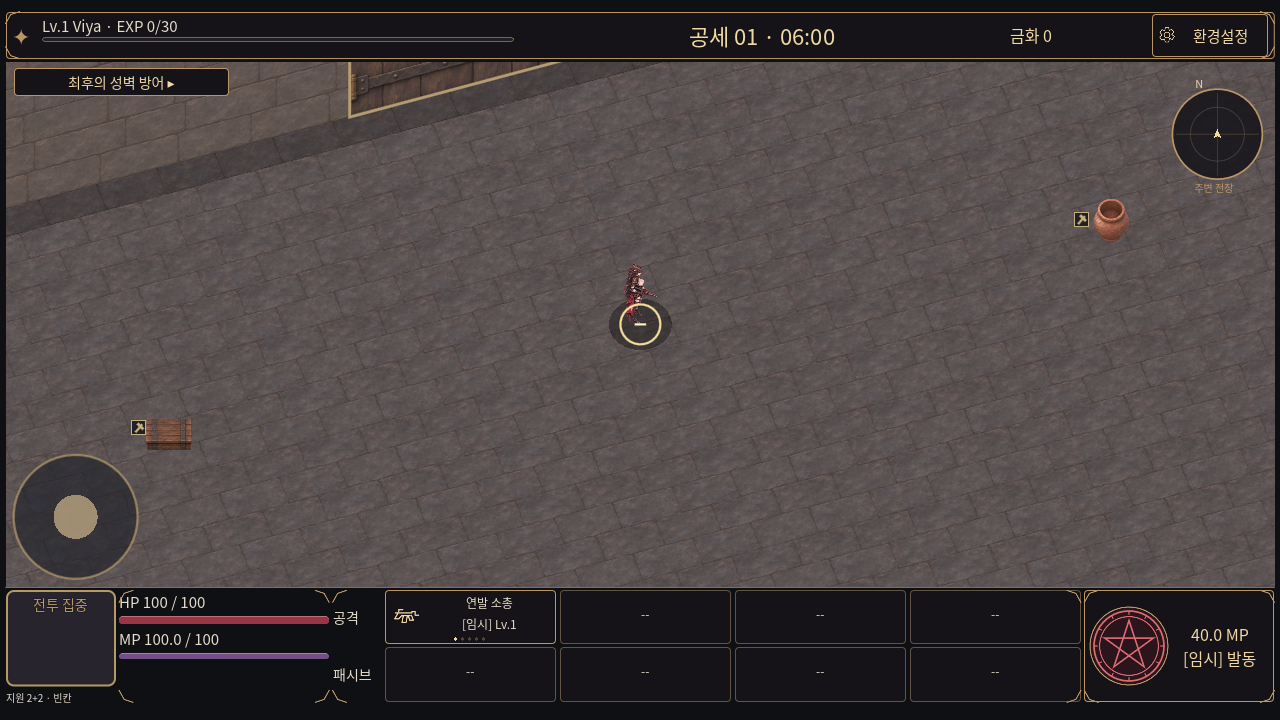 Lv.1 Viya · EXP 0/30
공세 01 · 06:00
금화 0
환경설정
최후의 성벽 방어 ▸
N
주변 전장
전투 집중
HP 100 / 100
MP 100.0 / 100
지원 2+2 · 빈칸
공격
연발 소총
[임시] Lv.1
--
--
--
패시브
--
--
--
--
40.0 MP
[임시] 발동